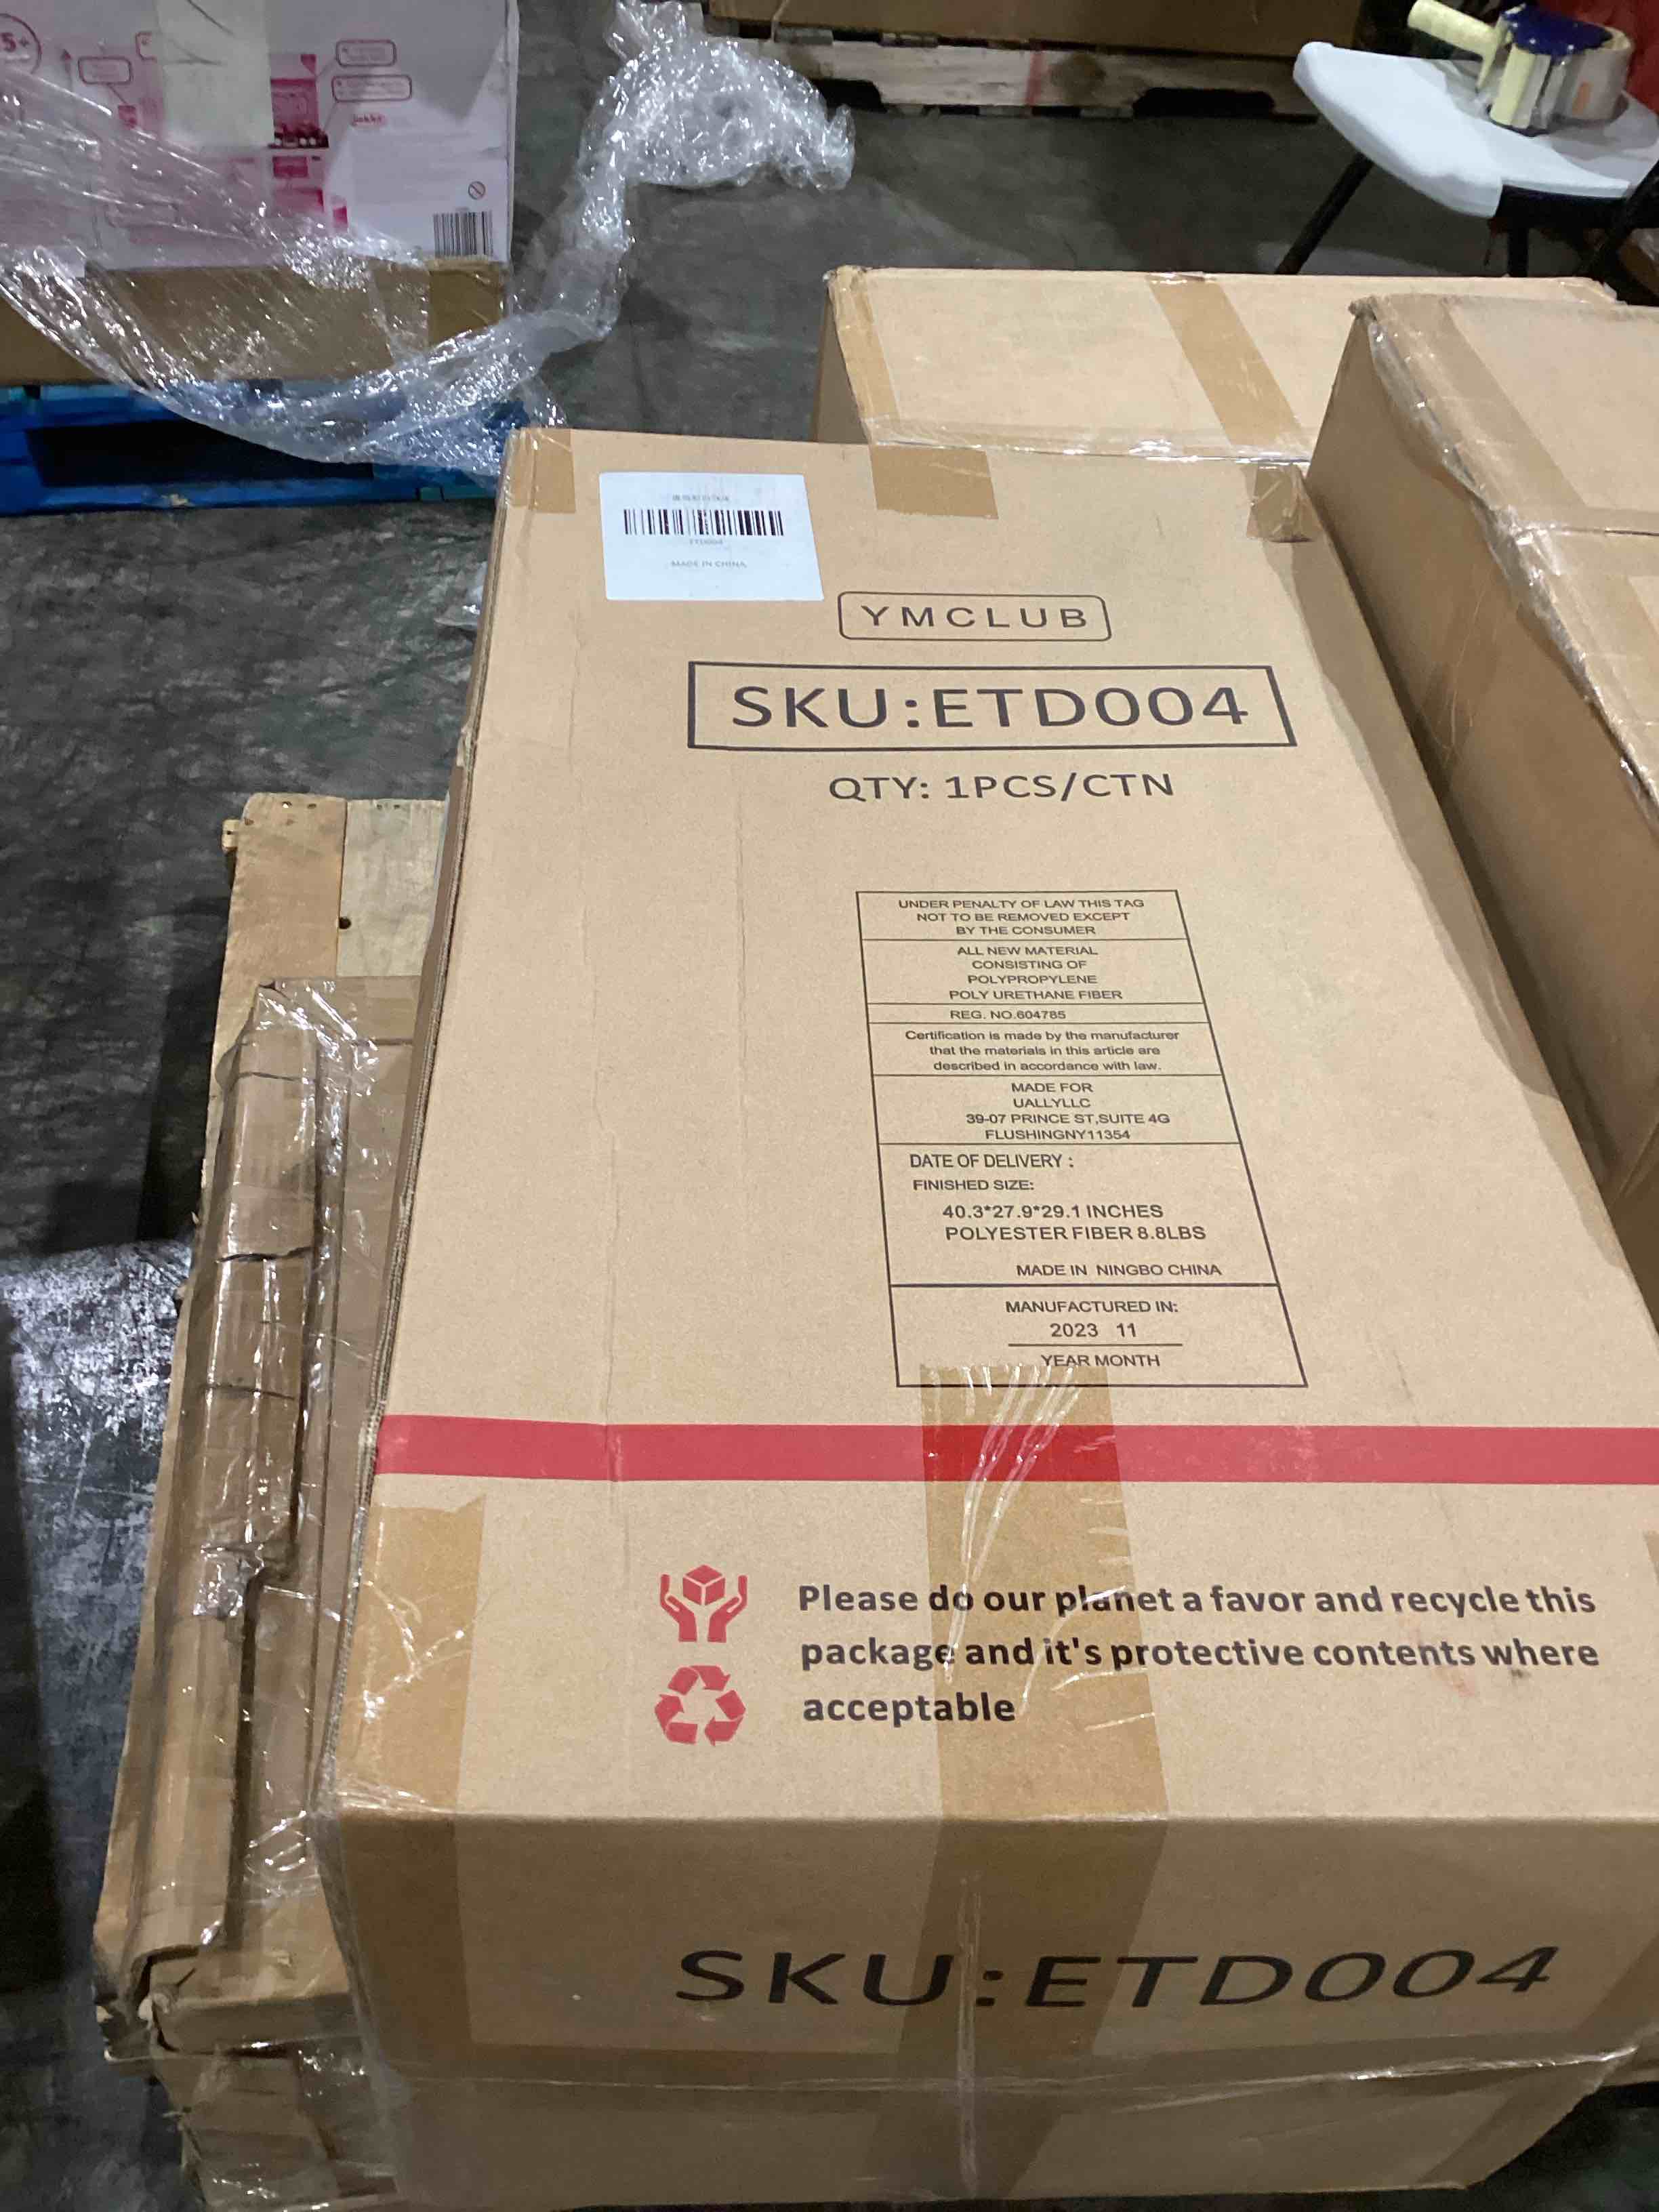 5+
MADE IN CHINA
YMCLUB
SKU:ETD004
QTY: 1PCS/CTN
UNDER PENALTY OF LAW THIS TAG
NOT TO BE REMOVED EXCEPT
BY THE CONSUMER
ALL NEW MATERIAL
CONSISTING OF
POLYPROPYLENE
POLY URETHANE FIBER
REG. NO.604785
Certification is made by the manufacturer
that the materials in this article are
described in accordance with law.
MADE FOR
UALLYLLC
39-07 PRINCE ST,SUITE 4G
FLUSHINGNY11354
DATE OF DELIVERY :
FINISHED SIZE:
40.3*27.9*29.1 INCHES
POLYESTER FIBER 8.8LBS
MADE IN NINGBO CHINA
MANUFACTURED IN:
2023 11
YEAR MONTH
Please do our planet a favor and recycle this
package and it's protective contents where
acceptable
SKU:ETD004